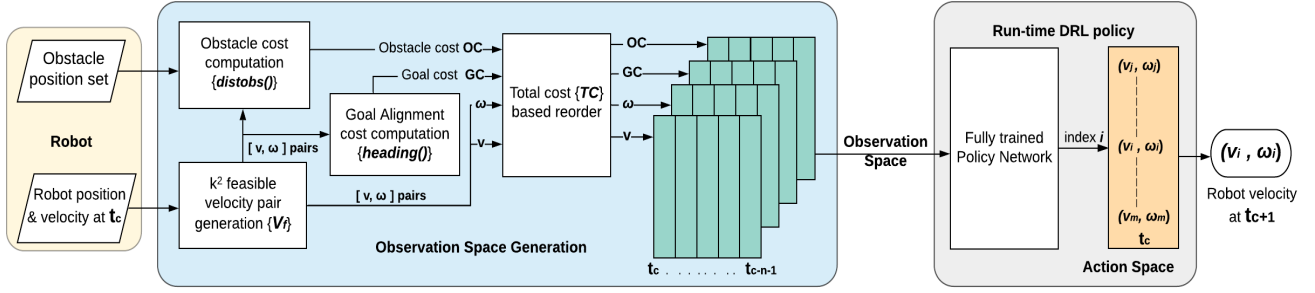 Obstacle
position set
Robot
Robot position
& velocity at tc
Obstacle cost
computation
{distobs()}
[ v, ω ] pairs
k² feasible
velocity pair
generation {Vf}
Obstacle cost OC
Goal cost GC
Goal Alignment
cost computation
{heading()}
ω
v
[ v, ω ] pairs
Total cost {TC}
based reorder
OC
GC
ω
v
tc . . . . . . . . tc-n-1
Observation Space Generation
Observation
Space
Run-time DRL policy
Fully trained
Policy Network
index i
(vj , ωj)
(vi , ωi)
(vm, ωm)
tc
Action Space
(vi , ωi)
Robot velocity
at tc+1